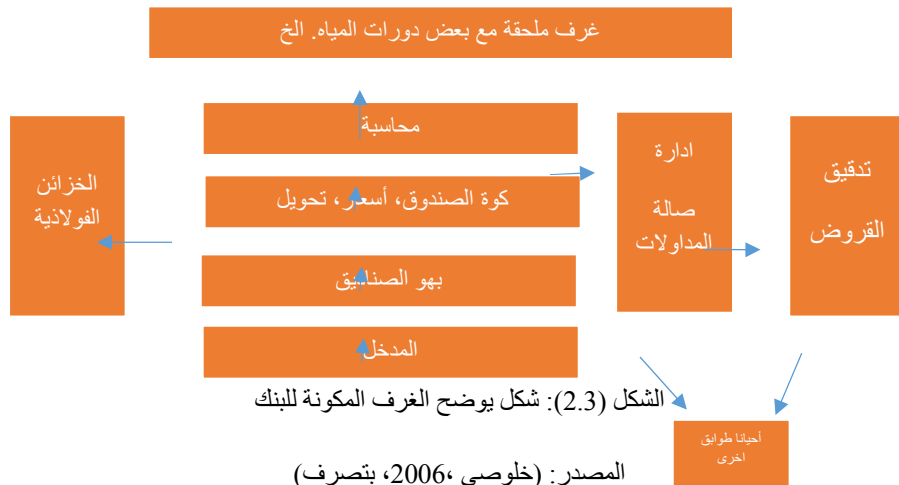 غرف ملحقة مع بعض دورات المياه. الخ
محاسبة
كوة الصندوق، أسعار، تحويل
بهو الصناديق
المدخل
الخزائن
الفولاذية
ادارة
صالة
المداولات
تدقيق
القروض
الشكل (2.3): شكل يوضح الغرف المكونة للبنك
أحيانا طوابق
اخرى
المصدر: (خلوصي ،2006، بتصرف)